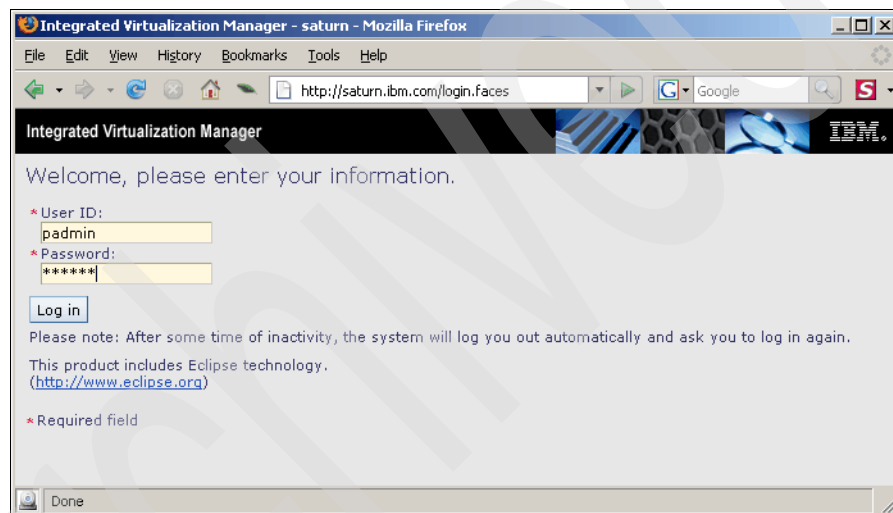 Integrated Virtualization Manager - saturn - Mozilla Firefox
File Edit View History Bookmarks Tools Help
http://saturn.ibm.com/login.faces G Google S
Integrated Virtualization Manager IBM.
Welcome, please enter your information.
* User ID:
padmin
* Password:
******
Log in
Please note: After some time of inactivity, the system will log you out automatically and ask you to log in again.
This product includes Eclipse technology.
(http://www.eclipse.org)
* Required field
Done